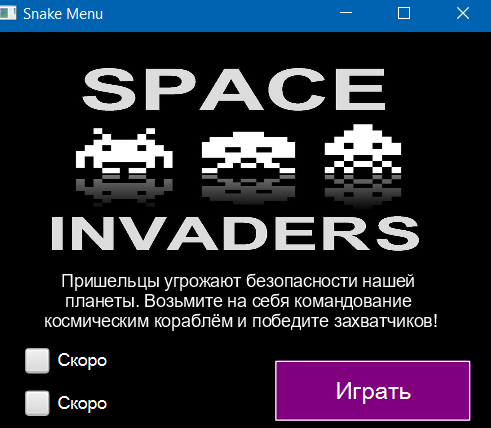 Snake Menu
SPACE
INVADERS
Пришельцы угрожают безопасности нашей
планеты. Возьмите на себя командование
космическим кораблём и победите захватчиков!
Скоро
Играть
Скоро